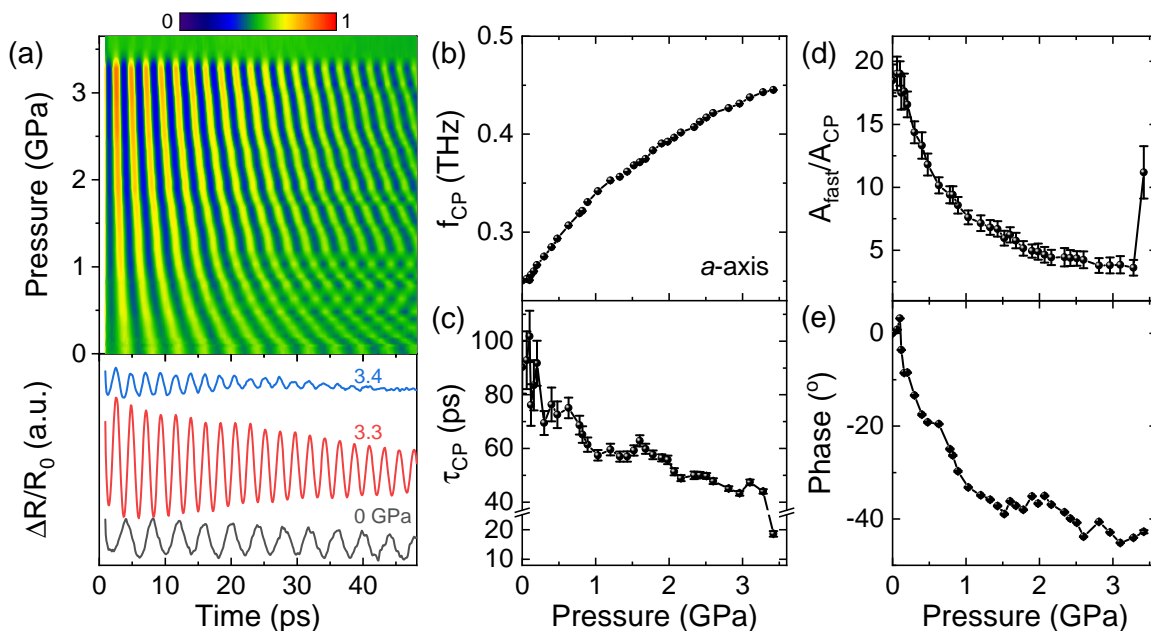 (a)
0 1
Pressure (GPa)
3
2
1
0
ΔR/R0 (a.u.)
3.4
3.3
0 GPa
0 10 20 30 40
Time (ps)
(b)
fCP (THz)
0.5
0.4
0.3
a-axis
(c)
τCP (ps)
100
80
60
40
20
10
0 1 2 3
Pressure (GPa)
(d)
Afast/ACP
20
15
10
5
(e)
Phase (º)
0
-20
-40
0 1 2 3
Pressure (GPa)